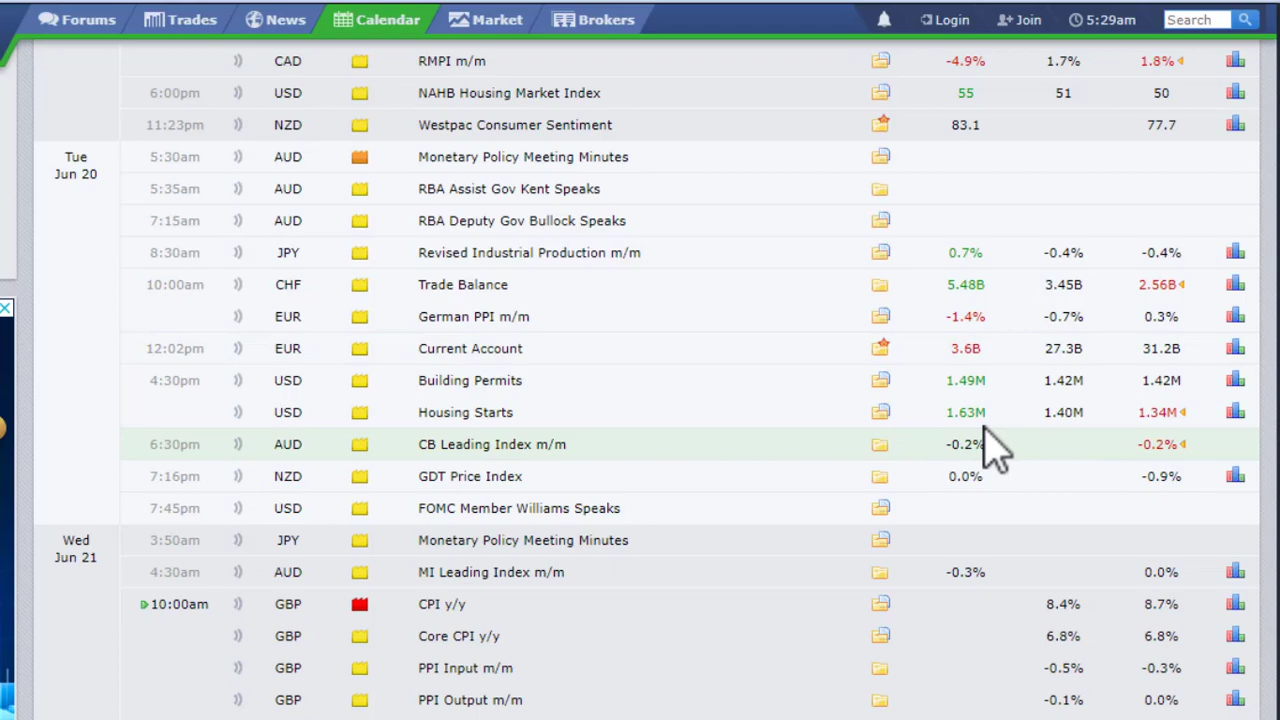 Forums Trades News Calendar Market Brokers Login Join 5:29am Search
CAD RMPI m/m -4.9% 1.7% 1.8%
6:00pm USD NAHB Housing Market Index 55 51 50
11:23pm NZD Westpac Consumer Sentiment 83.1 77.7
Tue Jun 20 5:30am AUD Monetary Policy Meeting Minutes
5:35am AUD RBA Assist Gov Kent Speaks
7:15am AUD RBA Deputy Gov Bullock Speaks
8:30am JPY Revised Industrial Production m/m 0.7% -0.4% -0.4%
10:00am CHF Trade Balance 5.48B 3.45B 2.56B
EUR German PPI m/m -1.4% -0.7% 0.3%
12:02pm EUR Current Account 3.6B 27.3B 31.2B
4:30pm USD Building Permits 1.49M 1.42M 1.42M
USD Housing Starts 1.63M 1.40M 1.34M
6:30pm AUD CB Leading Index m/m -0.2% -0.2%
7:16pm NZD GDT Price Index 0.0% -0.9%
7:45pm USD FOMC Member Williams Speaks
Wed Jun 21 3:50am JPY Monetary Policy Meeting Minutes
4:30am AUD MI Leading Index m/m -0.3% 0.0%
10:00am GBP CPI y/y 8.4% 8.7%
GBP Core CPI y/y 6.8% 6.8%
GBP PPI Input m/m -0.5% -0.3%
GBP PPI Output m/m -0.1% 0.0%